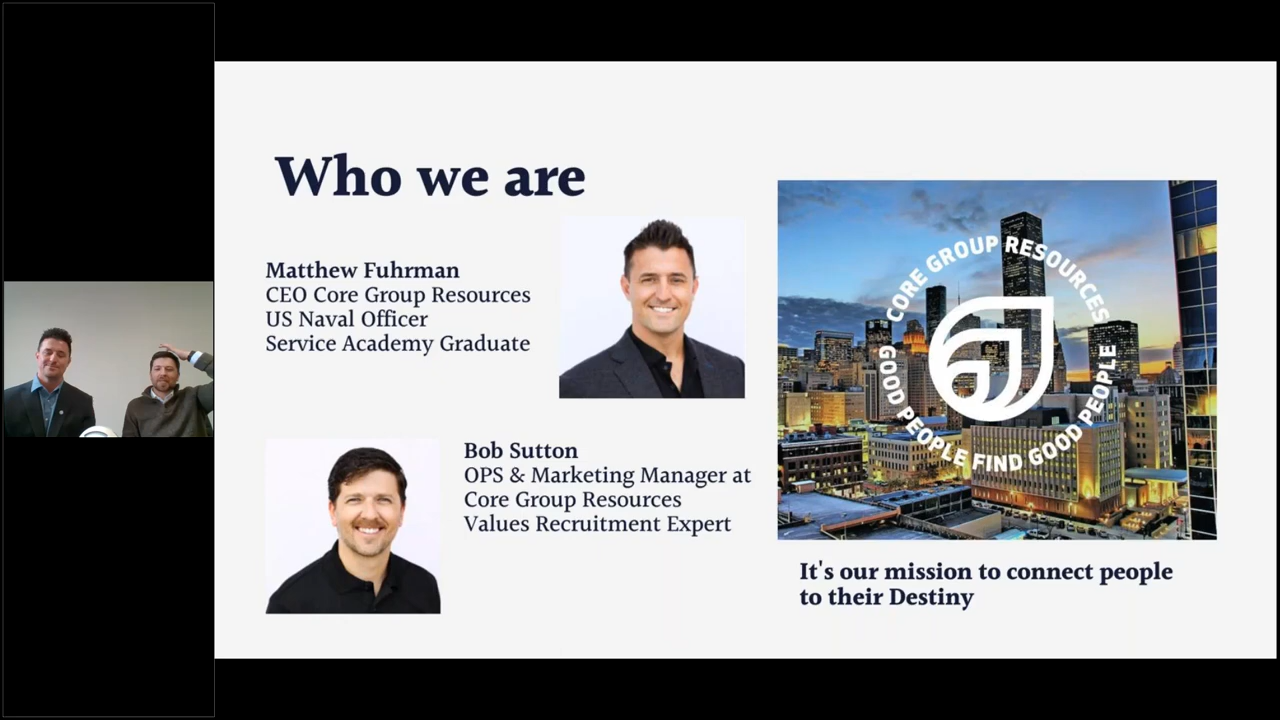 Who we are
Matthew Fuhrman
CEO Core Group Resources
US Naval Officer
Service Academy Graduate
Bob Sutton
OPS & Marketing Manager at
Core Group Resources
Values Recruitment Expert
CORE GROUP RESOURCES
GOOD PEOPLE FIND GOOD PEOPLE
It's our mission to connect people
to their Destiny